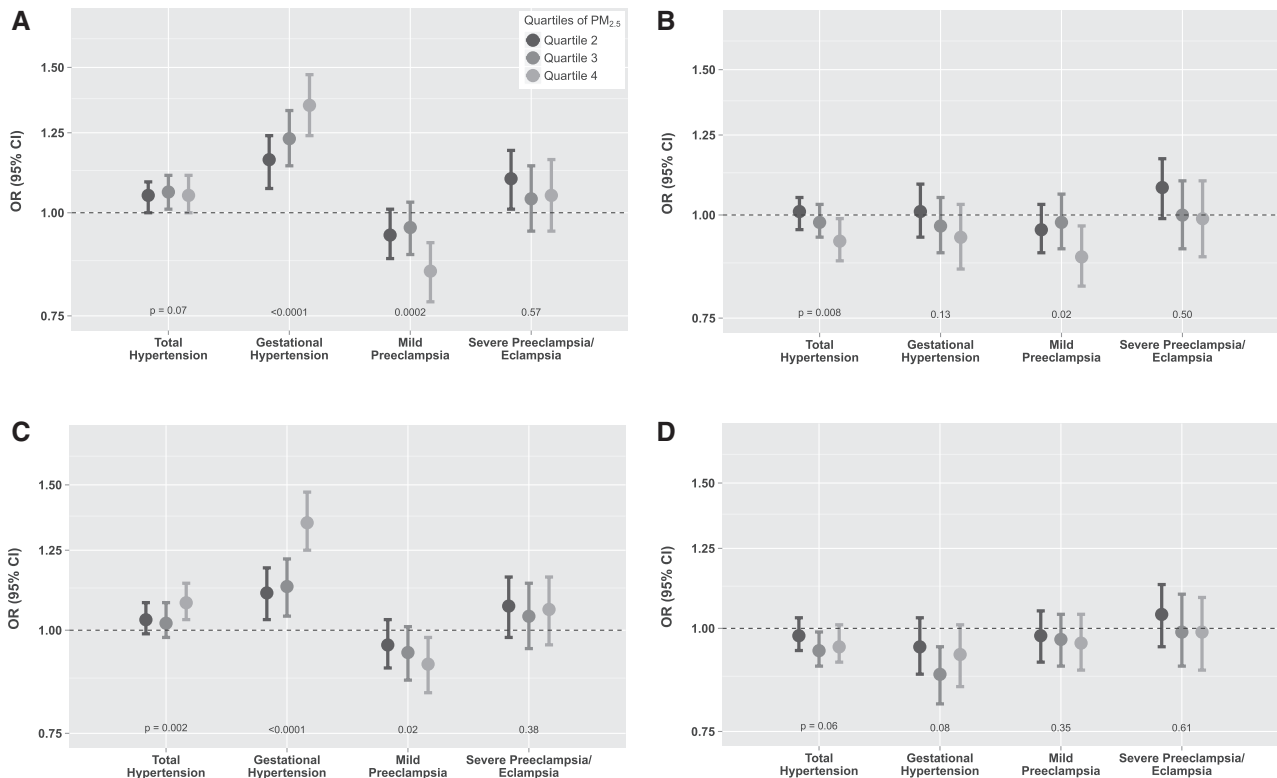 A
Quartiles of PM2.5
Quartile 2
Quartile 3
Quartile 4
OR (95% CI)
1.50
1.25
1.00
0.75
p = 0.07
<0.0001
0.0002
0.57
Total
Hypertension
Gestational
Hypertension
Mild
Preeclampsia
Severe Preeclampsia/
Eclampsia
B
OR (95% CI)
1.50
1.25
1.00
0.75
p = 0.008
0.13
0.02
0.50
Total
Hypertension
Gestational
Hypertension
Mild
Preeclampsia
Severe Preeclampsia/
Eclampsia
C
OR (95% CI)
1.50
1.25
1.00
0.75
p = 0.002
<0.0001
0.02
0.38
Total
Hypertension
Gestational
Hypertension
Mild
Preeclampsia
Severe Preeclampsia/
Eclampsia
D
OR (95% CI)
1.50
1.25
1.00
0.75
p = 0.06
0.08
0.35
0.61
Total
Hypertension
Gestational
Hypertension
Mild
Preeclampsia
Severe Preeclampsia/
Eclampsia